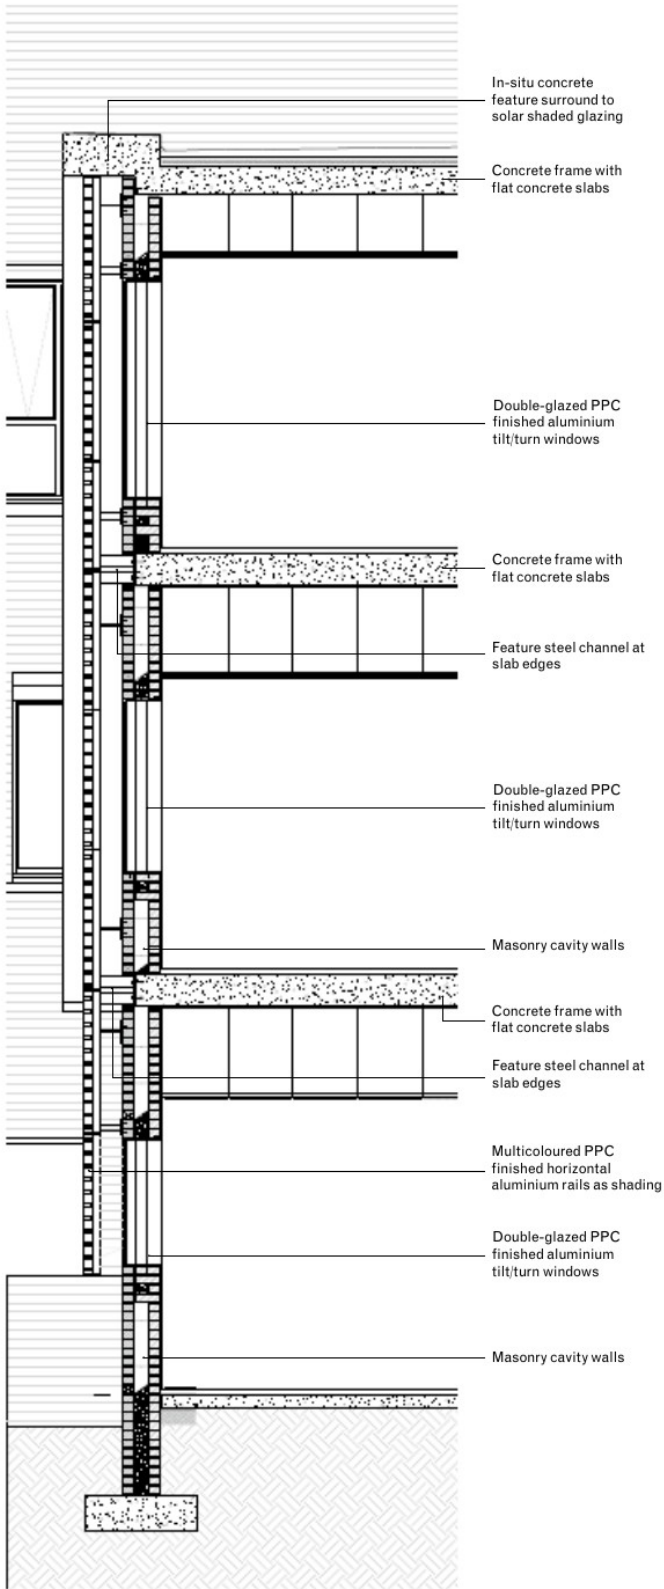 In-situ concrete
feature surround to
solar shaded glazing
Concrete frame with
flat concrete slabs
Double-glazed PPC
finished aluminium
tilt/turn windows
Concrete frame with
flat concrete slabs
Feature steel channel at
slab edges
Double-glazed PPC
finished aluminium
tilt/turn windows
Masonry cavity walls
Concrete frame with
flat concrete slabs
Feature steel channel at
slab edges
Multicoloured PPC
finished horizontal
aluminium rails as shading
Double-glazed PPC
finished aluminium
tilt/turn windows
Masonry cavity walls